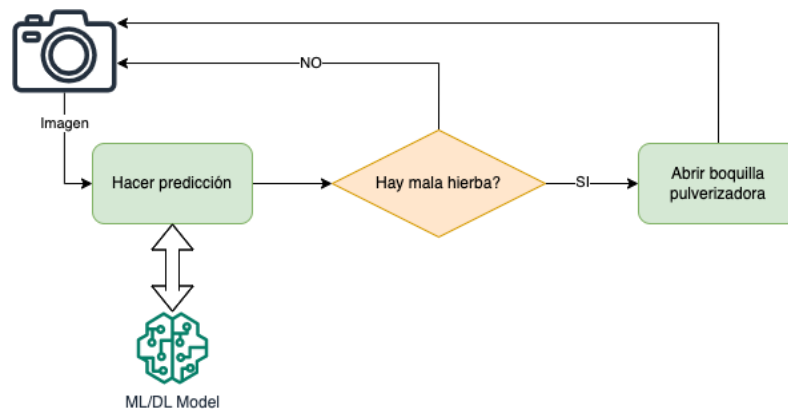 NO
Imagen
Hacer predicción
Hay mala hierba?
SI
Abrir boquilla
pulverizadora
ML/DL Model